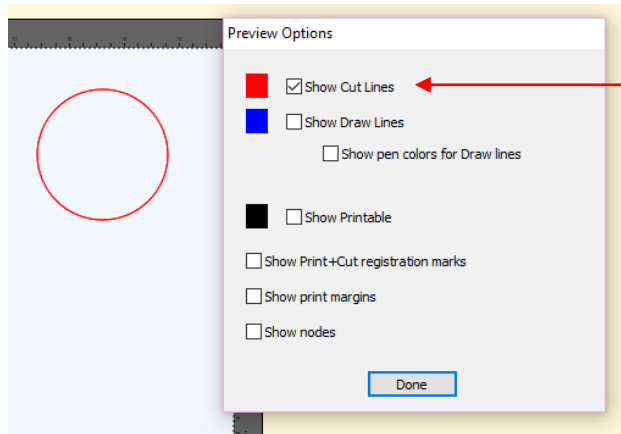 Preview Options
Show Cut Lines
Show Draw Lines
Show pen colors for Draw lines
Show Printable
Show Print+Cut registration marks
Show print margins
Show nodes
Done